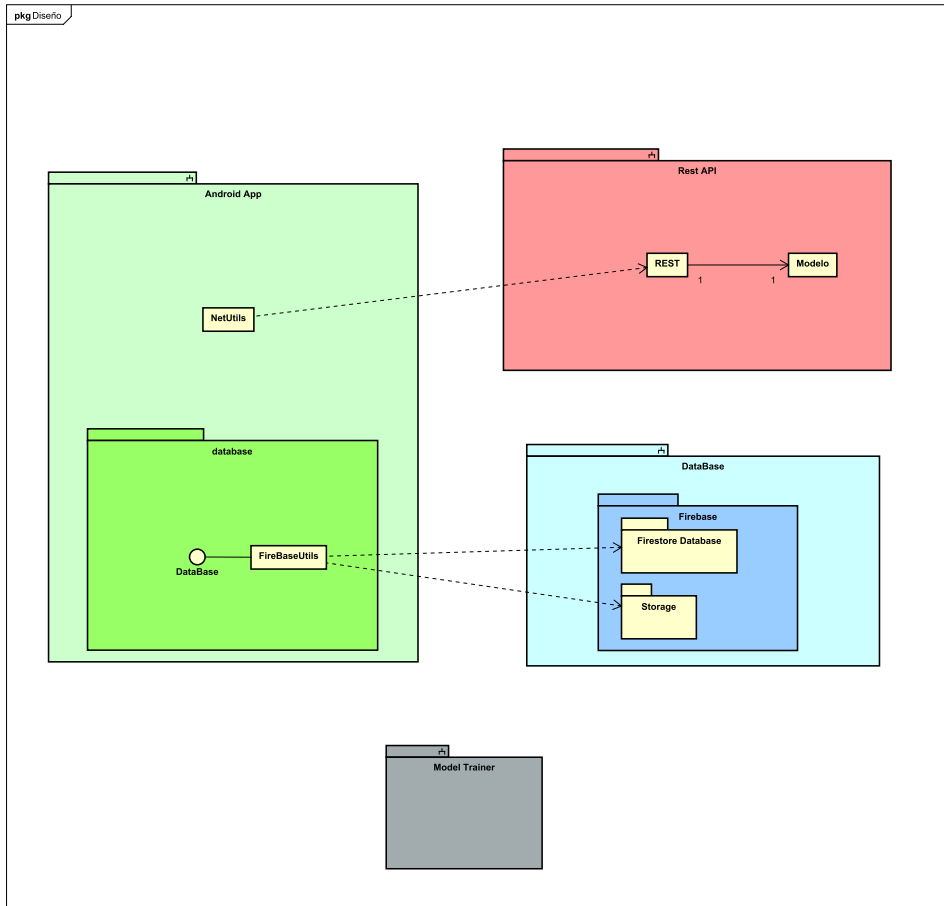 pkg Diseño
Rest API
Android App
REST
Modelo
1
1
NetUtils
database
DataBase
Firebase
Firestore Database
FireBaseUtils
DataBase
Storage
Model Trainer